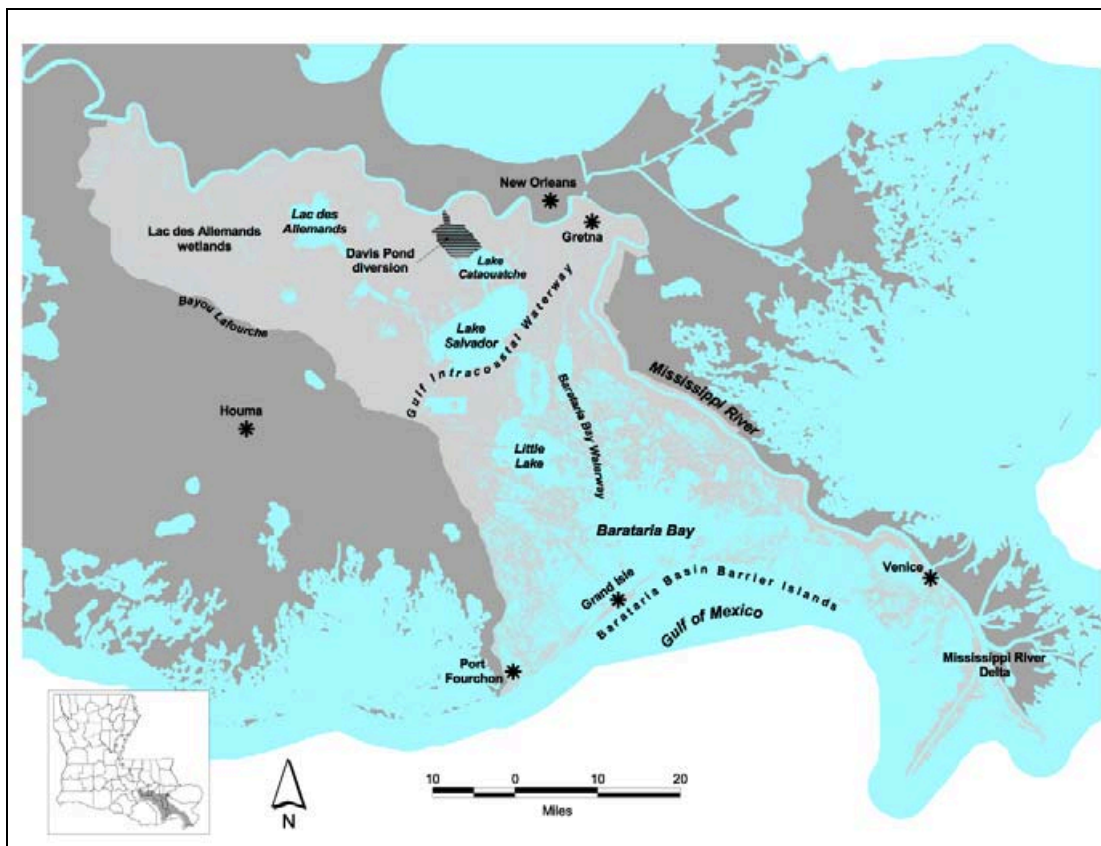 New Orleans
Gretna
Lac des
Allemands
Lac des Allemands
wetlands
Davis Pond
diversion
Lake
Cataouatche
Bayou Lafourche
Lake
Salvador
Gulf Intracoastal Waterway
Mississippi River
Houma
Barataria Bay Waterway
Little
Lake
Barataria Bay
Venice
Grand Isle
Barataria Basin Barrier Islands
Gulf of Mexico
Port
Fourchon
Mississippi River
Delta
N
10 0 10 20
Miles